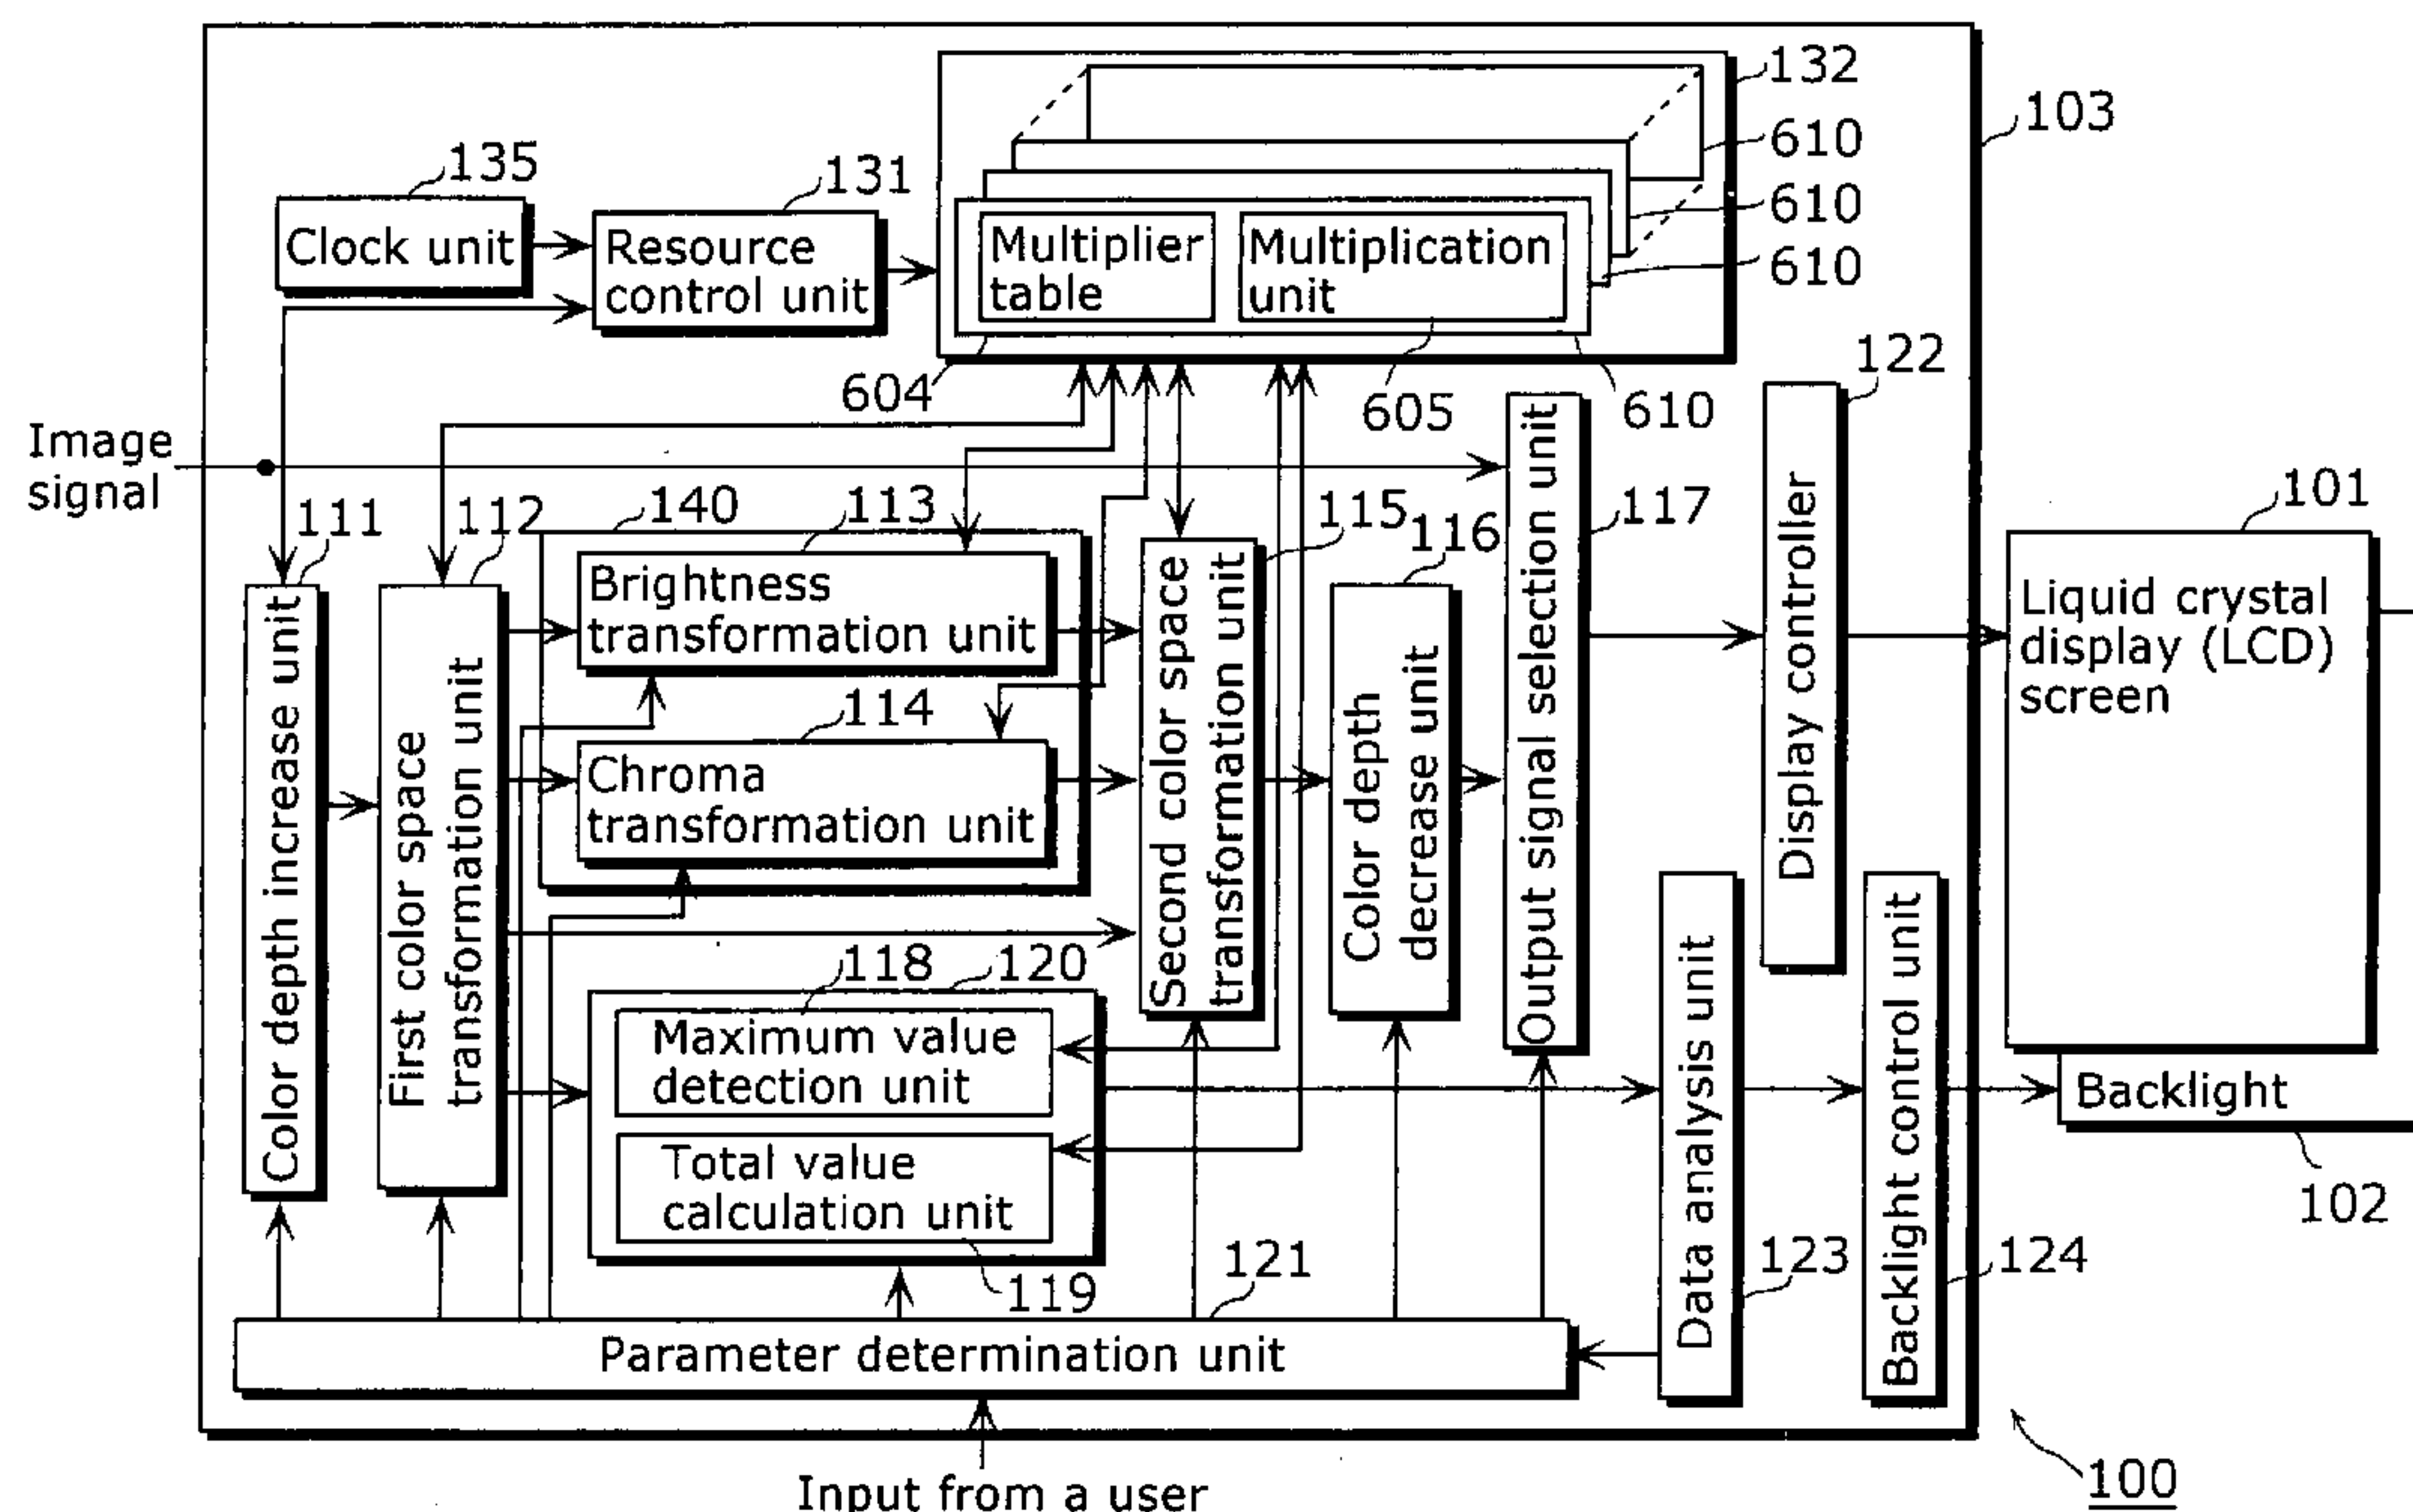 132
103
610
135
131
610
Clock unit
Resource
control unit
Multiplier
table
Multiplication
unit
610
122
604
605
610
Image
signal
111
112
140
113
115
116
117
101
Color depth increase unit
First color space
transformation unit
Brightness
transformation unit
114
Chroma
transformation unit
Second color space
transformation unit
Color depth
decrease unit
Output signal selection unit
Display controller
Liquid crystal
display (LCD)
screen
118
120
Maximum value
detection unit
Total value
calculation unit
119
121
Data analysis unit
123
Backlight control unit
124
Backlight
102
Parameter determination unit
Input from a user
100